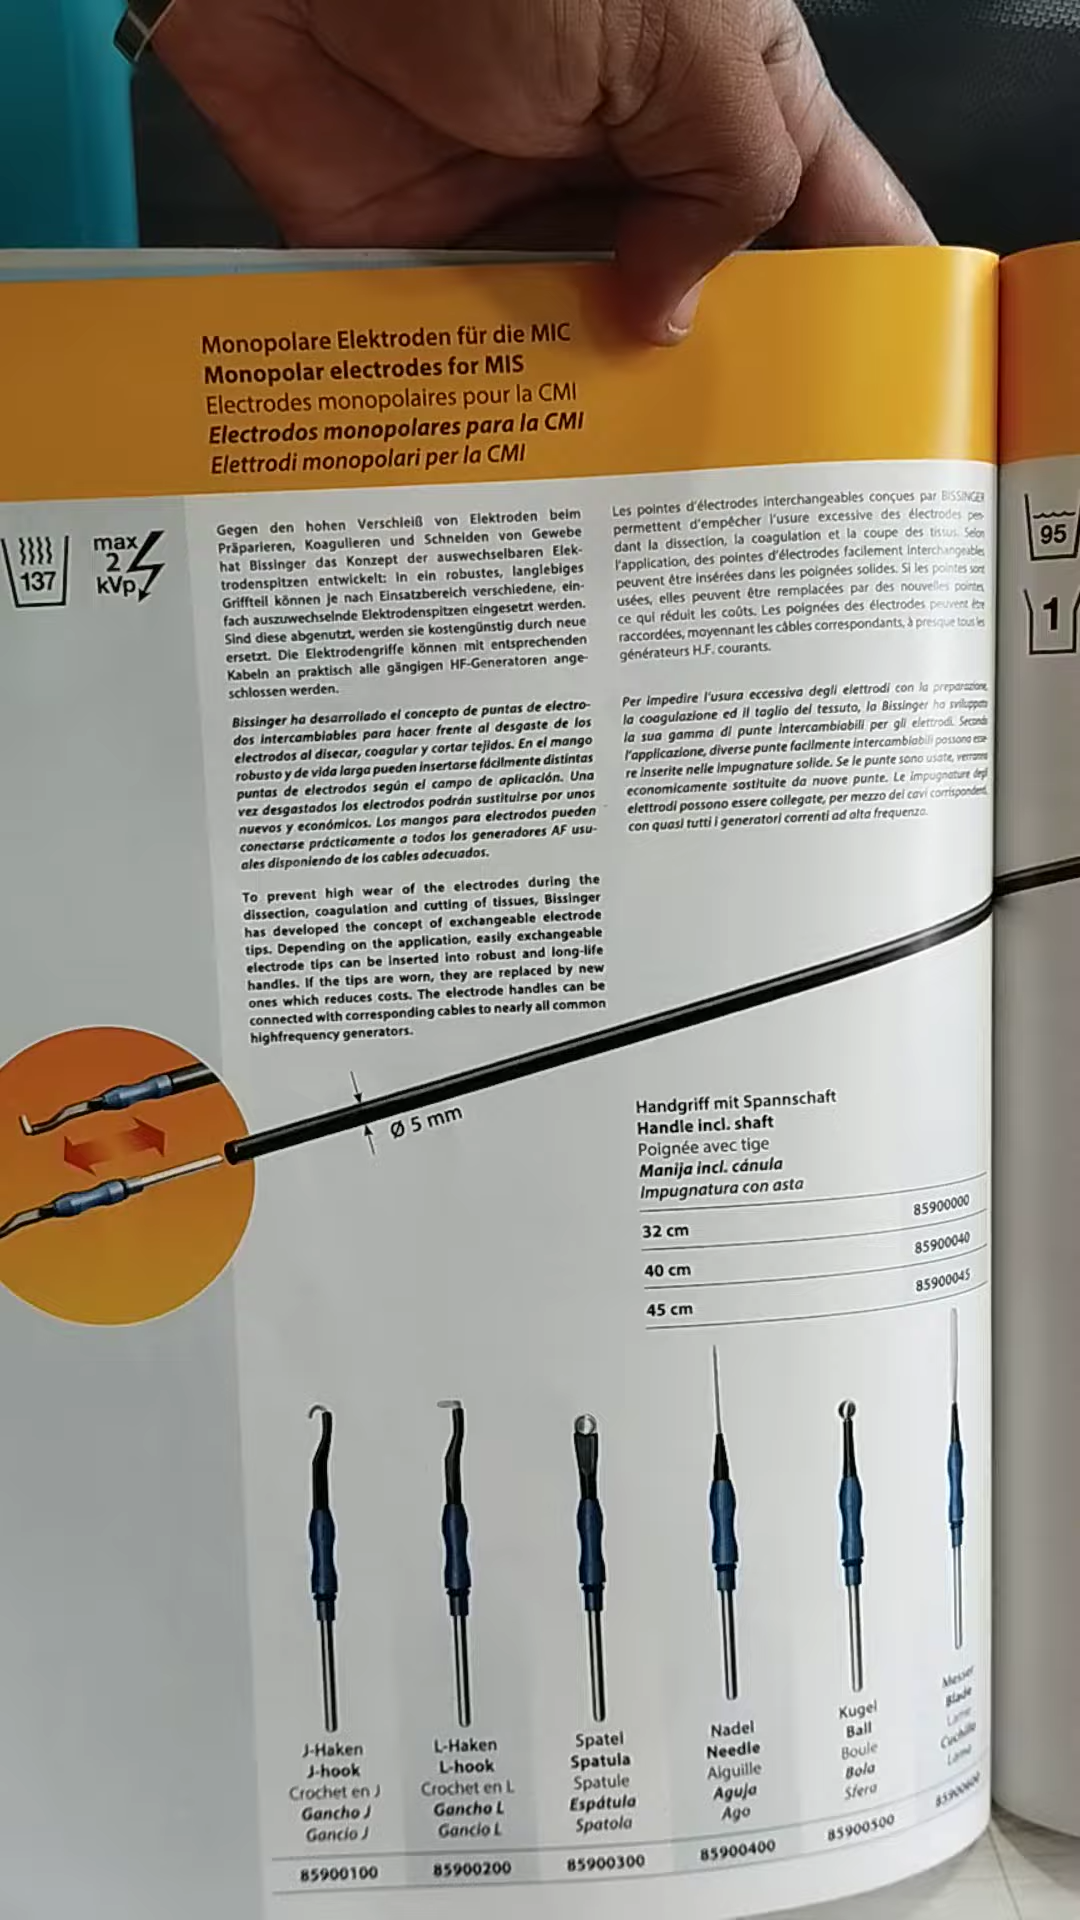 Monopolare Elektroden für die MIC
Monopolar electrodes for MIS
Electrodes monopolaires pour la CMI
Electrodos monopolares para la CMI
Elettrodi monopolari per la CMI
137
max
2
kVp
Gegen den hohen Verschleiß von Elektroden beim
Präparieren, Koagulieren und Schneiden von Gewebe
hat Bissinger das Konzept der auswechselbaren Elek-
trodenspitzen entwickelt: In ein robustes, langlebiges
Griffteil können je nach Einsatzbereich verschiedene, ein-
fach auszuwechselnde Elektrodenspitzen eingesetzt werden.
Sind diese abgenutzt, werden sie kostengünstig durch neue
ersetzt. Die Elektrodengriffe können mit entsprechenden
Kabeln an praktisch alle gängigen HF-Generatoren ange-
schlossen werden.
Bissinger ha desarrollado el concepto de puntas de electro-
dos intercambiables para hacer frente al desgaste de los
electrodos al disecar, coagular y cortar tejidos. En el mango
robusto y de vida larga pueden insertarse fácilmente distintas
puntas de electrodos según el campo de aplicación. Una
vez desgastados los electrodos podrán sustituirse por unos
nuevos y económicos. Los mangos para electrodos pueden
conectarse prácticamente a todos los generadores AF usu-
ales disponiendo de los cables adecuados.
To prevent high wear of the electrodes during the
dissection, coagulation and cutting of tissues, Bissinger
has developed the concept of exchangeable electrode
tips. Depending on the application, easily exchangeable
electrode tips can be inserted into robust and long-life
handles. If the tips are worn, they are replaced by new
ones which reduces costs. The electrode handles can be
connected with corresponding cables to nearly all common
highfrequency generators.
Les pointes d'électrodes interchangeables conçues par BISSINGER
permettent d'empêcher l'usure excessive des électrodes pen-
dant la dissection, la coagulation et la coupe des tissus. Selon
l'application, des pointes d'électrodes facilement interchangeables
peuvent être insérées dans les poignées solides. Si les pointes sont
usées, elles peuvent être remplacées par des nouvelles pointes,
ce qui réduit les coûts. Les poignées des électrodes peuvent être
raccordées, moyennant les câbles correspondants, à presque tous les
générateurs H.F. courants.
Per impedire l'usura eccessiva degli elettrodi con la preparazione,
la coagulazione ed il taglio del tessuto, la Bissinger ha sviluppato
la sua gamma di punte intercambiabili per gli elettrodi. Secondo
l'applicazione, diverse punte facilmente intercambiabili possono esse-
re inserite nelle impugnature solide. Se le punte sono usate, verranno
economicamente sostituite da nuove punte. Le impugnature degli
elettrodi possono essere collegate, per mezzo dei cavi corrispondenti,
con quasi tutti i generatori correnti ad alta frequenza.
95
1
Ø 5 mm
Handgriff mit Spannschaft
Handle incl. shaft
Poignée avec tige
Manija incl. cánula
Impugnatura con asta
32 cm 85900000
40 cm 85900040
45 cm 85900045
J-Haken
J-hook
Crochet en J
Gancho J
Gancio J
85900100
L-Haken
L-hook
Crochet en L
Gancho L
Gancio L
85900200
Spatel
Spatula
Spatule
Espátula
Spatola
85900300
Nadel
Needle
Aiguille
Aguja
Ago
85900400
Kugel
Ball
Boule
Bola
Sfera
85900500
Messer
Blade
Lame
Cuchilla
Lama
85900600